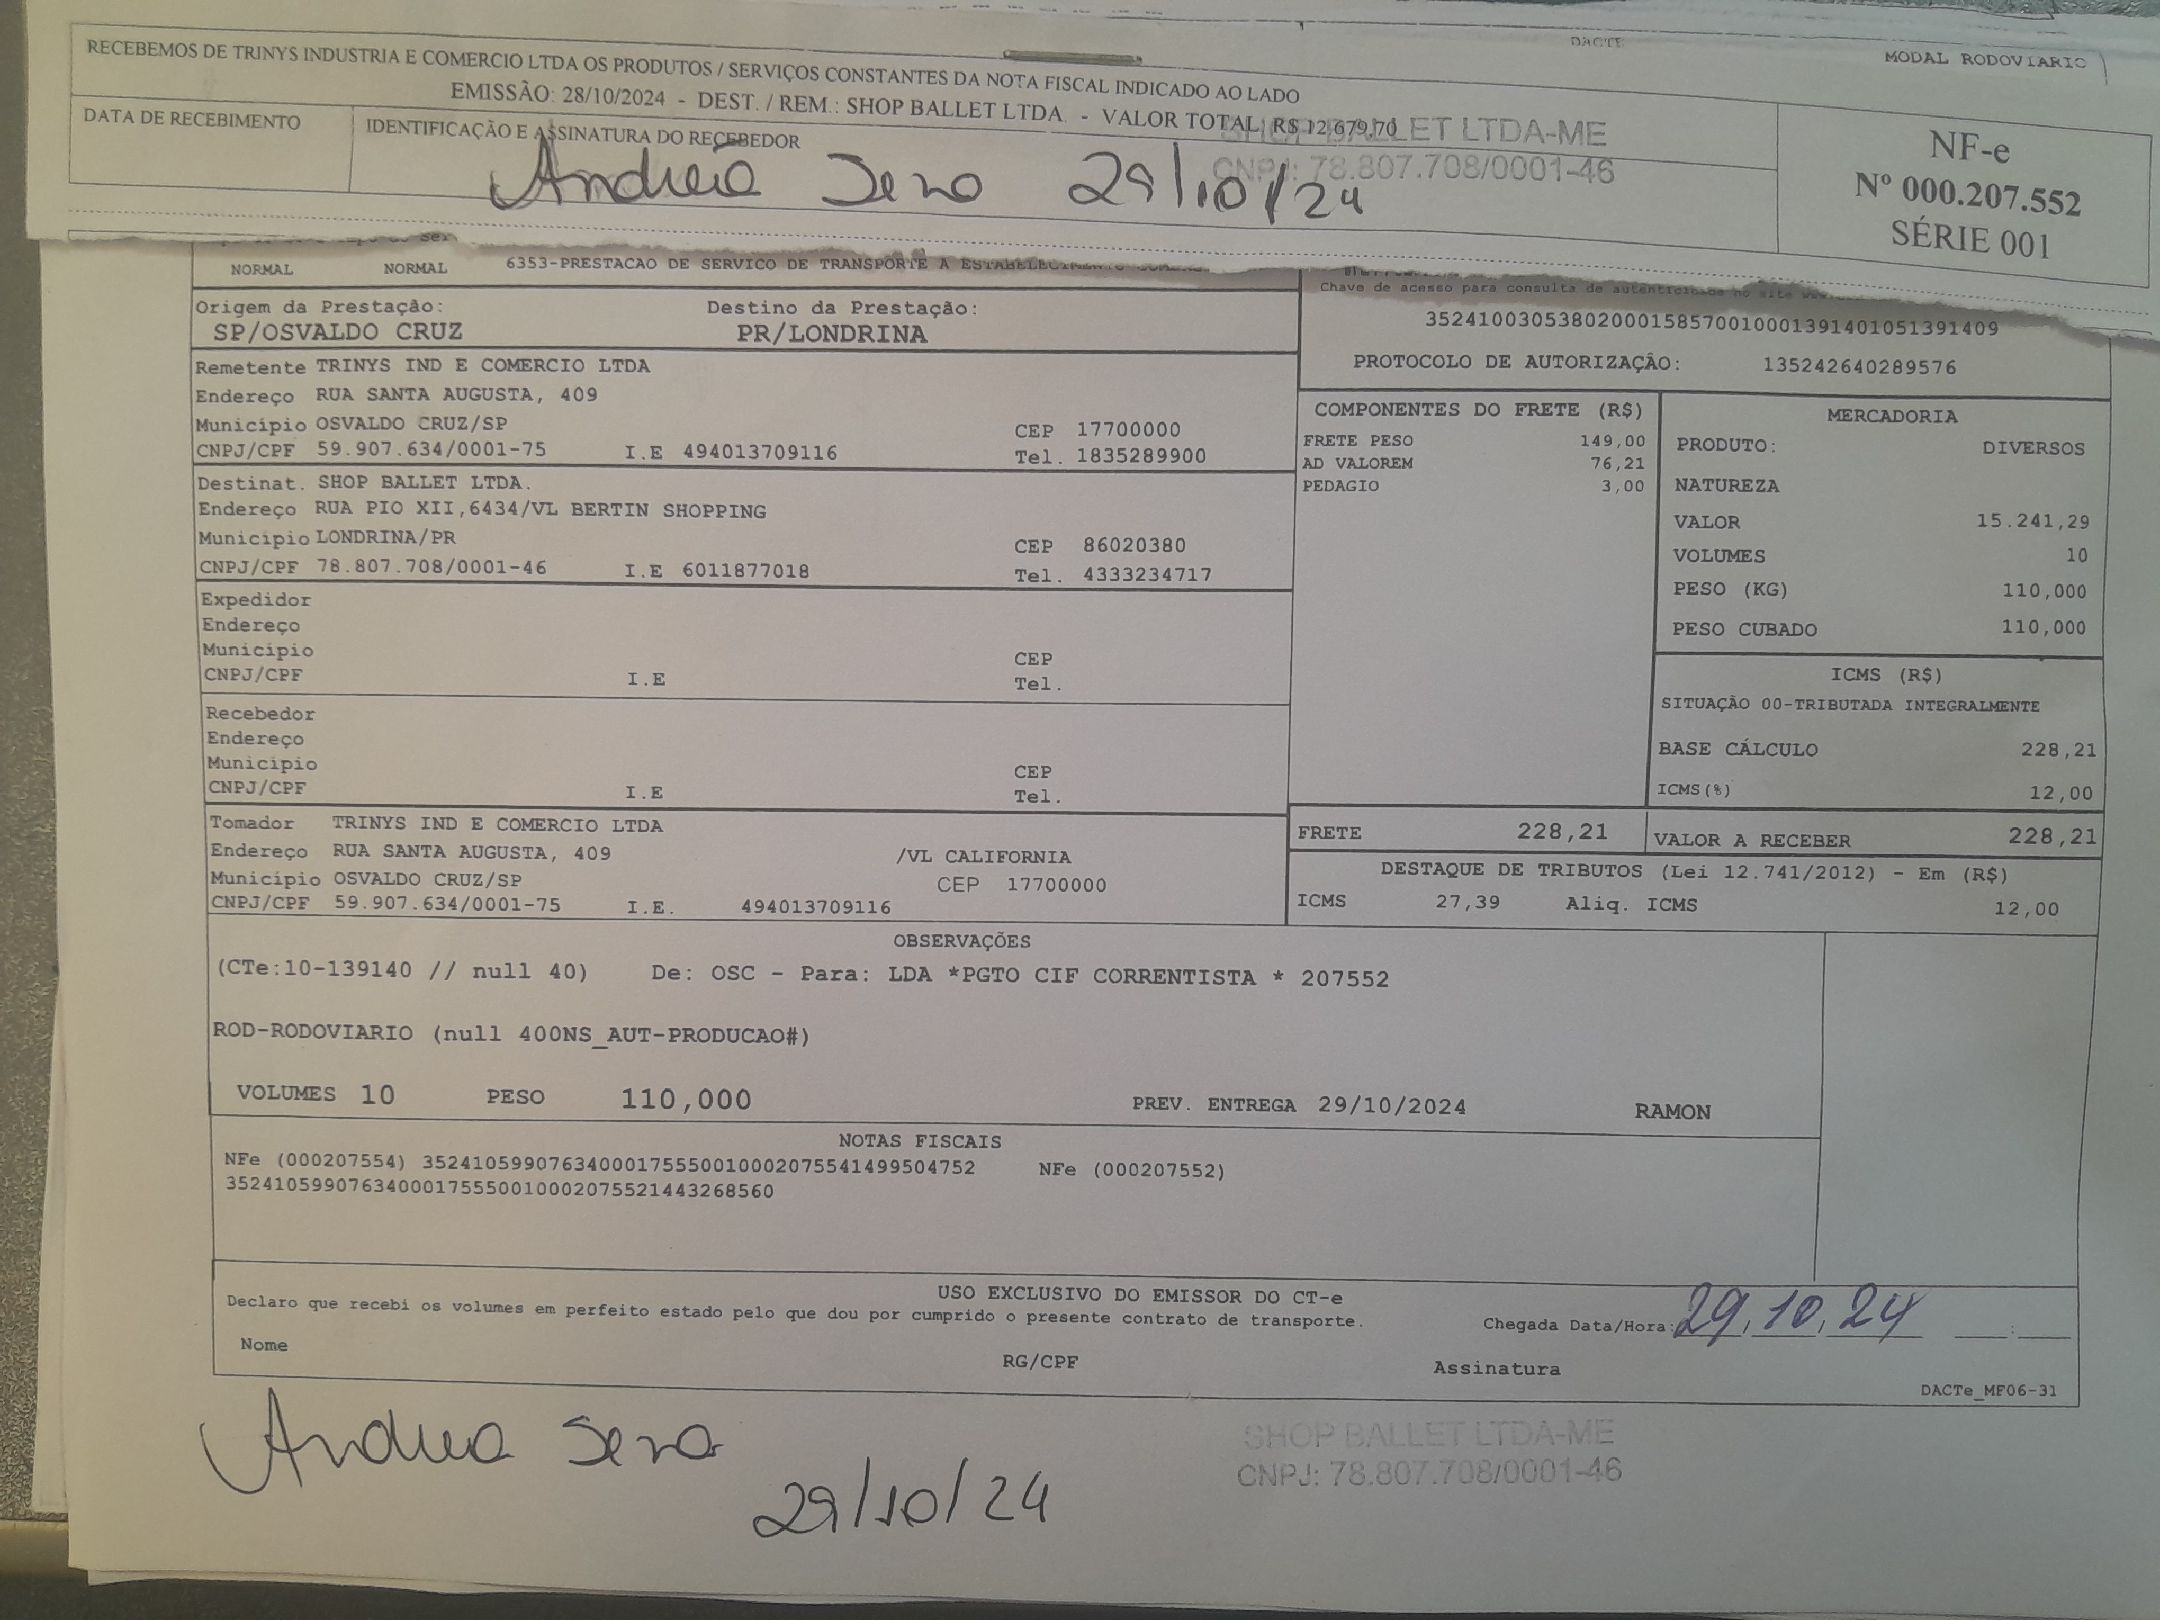 DACTE
MODAL RODOVIARIO
RECEBEMOS DE TRINYS INDUSTRIA E COMERCIO LTDA OS PRODUTOS / SERVIÇOS CONSTANTES DA NOTA FISCAL INDICADO AO LADO
EMISSÃO: 28/10/2024 - DEST. / REM.: SHOP BALLET LTDA. - VALOR TOTAL R$ 12.679,70
DATA DE RECEBIMENTO
IDENTIFICAÇÃO E ASSINATURA DO RECEBEDOR
SHOP BALLET LTDA-ME
CNPJ: 78.807.708/0001-46
Andreia Sena 29/10/24
NF-e
Nº 000.207.552
SÉRIE 001
NORMAL NORMAL 6353-PRESTACAO DE SERVICO DE TRANSPORTE A
Chave de acesso para consulta de autenticidade no site
Origem da Prestação: Destino da Prestação:
SP/OSVALDO CRUZ PR/LONDRINA
35241003053802000158570010001391401051391409
PROTOCOLO DE AUTORIZAÇÃO: 135242640289576
Remetente TRINYS IND E COMERCIO LTDA
Endereço RUA SANTA AUGUSTA, 409
Município OSVALDO CRUZ/SP CEP 17700000
CNPJ/CPF 59.907.634/0001-75 I.E 494013709116 Tel. 1835289900
Destinat. SHOP BALLET LTDA.
Endereço RUA PIO XII,6434/VL BERTIN SHOPPING
Município LONDRINA/PR CEP 86020380
CNPJ/CPF 78.807.708/0001-46 I.E 6011877018 Tel. 4333234717
Expedidor
Endereço
Município CEP
CNPJ/CPF I.E Tel.
Recebedor
Endereço
Município CEP
CNPJ/CPF I.E Tel.
Tomador TRINYS IND E COMERCIO LTDA
Endereço RUA SANTA AUGUSTA, 409 /VL CALIFORNIA
Município OSVALDO CRUZ/SP CEP 17700000
CNPJ/CPF 59.907.634/0001-75 I.E. 494013709116
COMPONENTES DO FRETE (R$)
FRETE PESO 149,00
AD VALOREM 76,21
PEDAGIO 3,00
MERCADORIA
PRODUTO: DIVERSOS
NATUREZA
VALOR 15.241,29
VOLUMES 10
PESO (KG) 110,000
PESO CUBADO 110,000
ICMS (R$)
SITUAÇÃO 00-TRIBUTADA INTEGRALMENTE
BASE CÁLCULO 228,21
ICMS(%) 12,00
FRETE 228,21 VALOR A RECEBER 228,21
DESTAQUE DE TRIBUTOS (Lei 12.741/2012) - Em (R$)
ICMS 27,39 Aliq. ICMS 12,00
OBSERVAÇÕES
(CTe:10-139140 // null 40) De: OSC - Para: LDA *PGTO CIF CORRENTISTA * 207552
ROD-RODOVIARIO (null 400NS_AUT-PRODUCAO#)
VOLUMES 10 PESO 110,000 PREV. ENTREGA 29/10/2024 RAMON
NOTAS FISCAIS
NFe (000207554) 35241059907634000175550010002075541499504752 NFe (000207552)
35241059907634000175550010002075521443268560
USO EXCLUSIVO DO EMISSOR DO CT-e
Declaro que recebi os volumes em perfeito estado pelo que dou por cumprido o presente contrato de transporte.
Chegada Data/Hora: 29, 10, 24 :
Nome RG/CPF Assinatura
DACTe_MF06-31
Andreia Sena
29/10/24
SHOP BALLET LTDA-ME
CNPJ: 78.807.708/0001-46